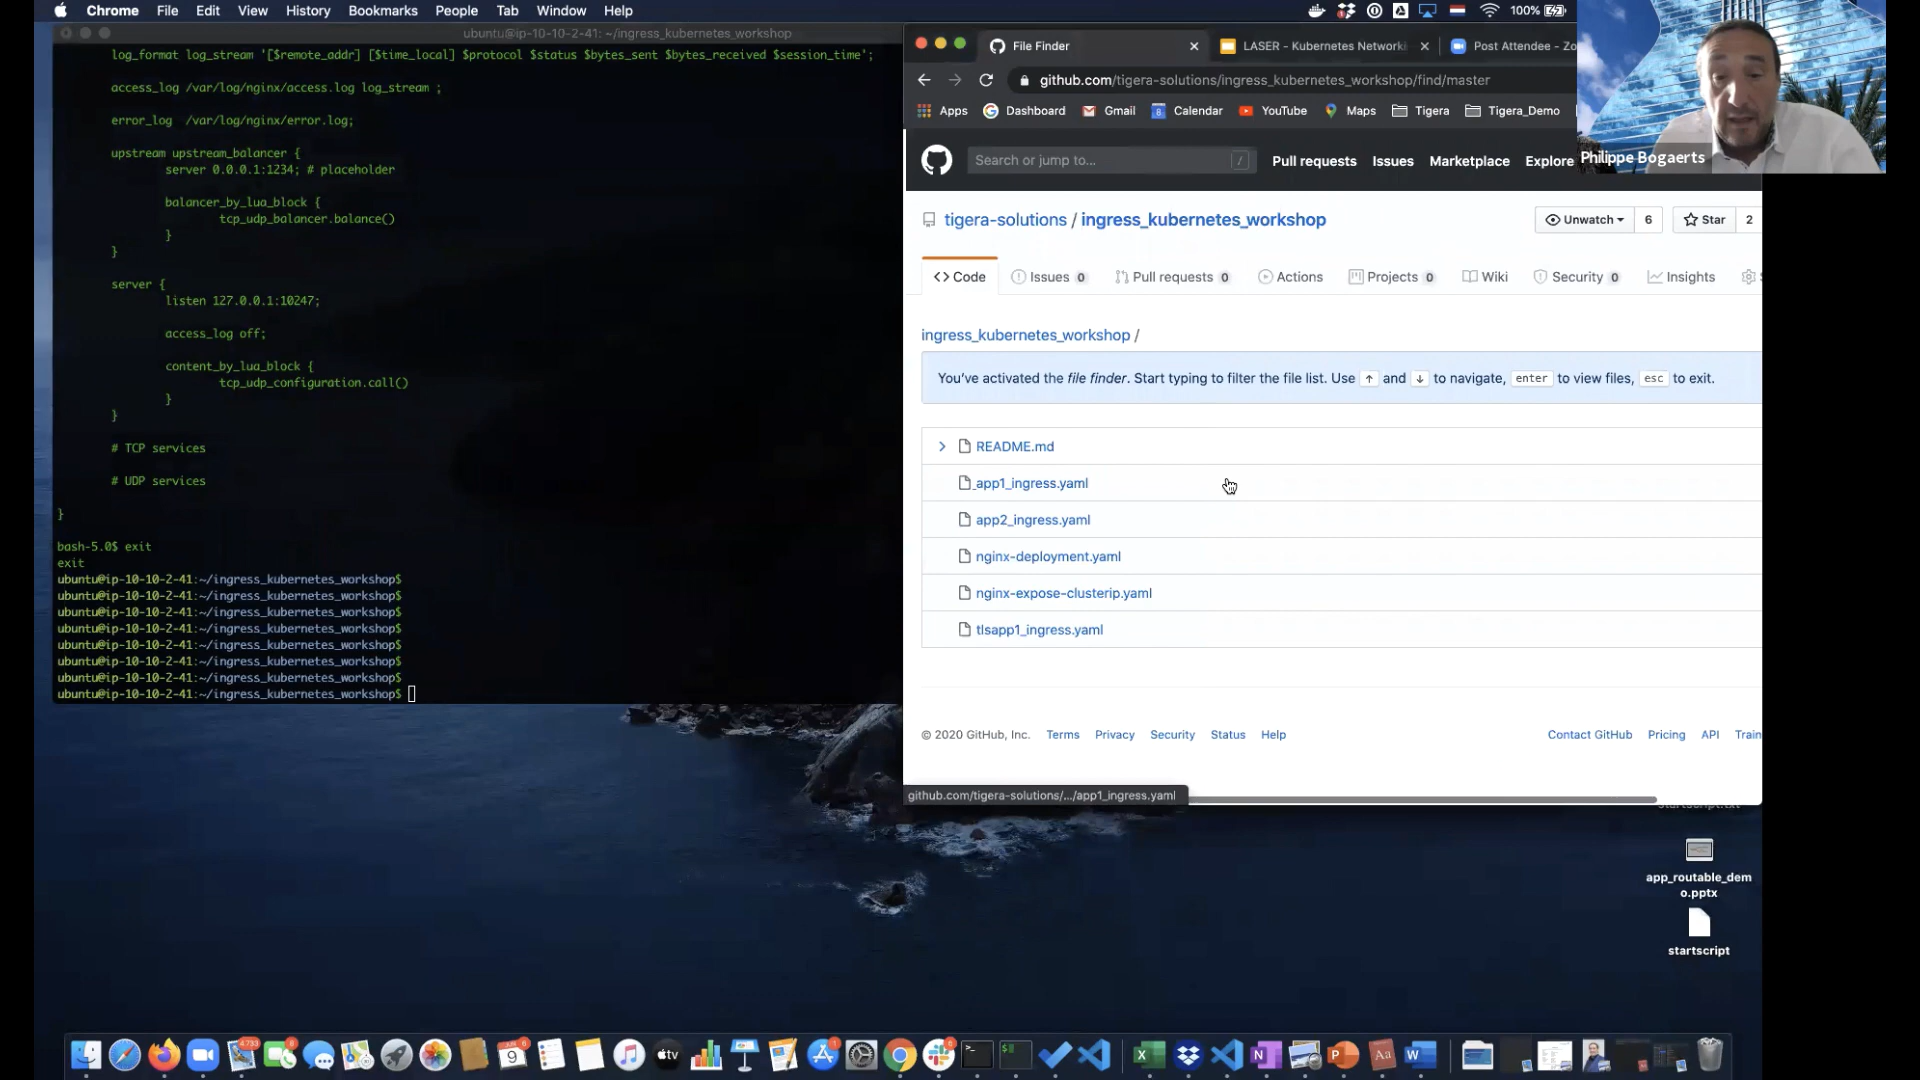 Chrome File Edit View History Bookmarks People Tab Window Help
100%
ubuntu@ip-10-10-2-41: ~/ingress_kubernetes_workshop
log_format log_stream '[$remote_addr] [$time_local] $protocol $status $bytes_sent $bytes_received $session_time';
access_log /var/log/nginx/access.log log_stream ;
error_log /var/log/nginx/error.log;
upstream upstream_balancer {
server 0.0.0.1:1234; # placeholder
balancer_by_lua_block {
tcp_udp_balancer.balance()
}
}
server {
listen 127.0.0.1:10247;
access_log off;
content_by_lua_block {
tcp_udp_configuration.call()
}
}
# TCP services
# UDP services
}
bash-5.0$ exit
exit
ubuntu@ip-10-10-2-41:~/ingress_kubernetes_workshop$
ubuntu@ip-10-10-2-41:~/ingress_kubernetes_workshop$
ubuntu@ip-10-10-2-41:~/ingress_kubernetes_workshop$
ubuntu@ip-10-10-2-41:~/ingress_kubernetes_workshop$
ubuntu@ip-10-10-2-41:~/ingress_kubernetes_workshop$
ubuntu@ip-10-10-2-41:~/ingress_kubernetes_workshop$
ubuntu@ip-10-10-2-41:~/ingress_kubernetes_workshop$
ubuntu@ip-10-10-2-41:~/ingress_kubernetes_workshop$
File Finder LASER - Kubernetes Network Post Attendee - Zo
github.com/tigera-solutions/ingress_kubernetes_workshop/find/master
Apps Dashboard Gmail Calendar YouTube Maps Tigera Tigera_Demo
Philippe Bogaerts
Search or jump to... / Pull requests Issues Marketplace Explore
tigera-solutions / ingress_kubernetes_workshop
Unwatch 6 Star 2
<> Code Issues 0 Pull requests 0 Actions Projects 0 Wiki Security 0 Insights
ingress_kubernetes_workshop /
You've activated the file finder. Start typing to filter the file list. Use ↑ and ↓ to navigate, enter to view files, esc to exit.
README.md
app1_ingress.yaml
app2_ingress.yaml
nginx-deployment.yaml
nginx-expose-clusterip.yaml
tlsapp1_ingress.yaml
© 2020 GitHub, Inc. Terms Privacy Security Status Help
Contact GitHub Pricing API Train
github.com/tigera-solutions/.../app1_ingress.yaml
app_routable_dem
o.pptx
startscript